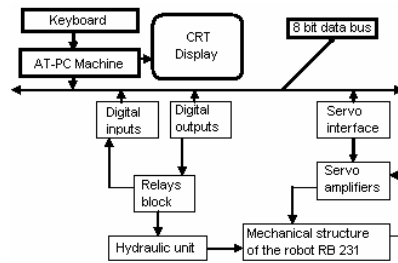 Keyboard
8 bit data bus
CRT
Display
AT-PC Machine
Digital
inputs
Digital
outputs
Servo
interface
Servo
amplifiers
Relays
block
Hydraulic unit
Mechanical structure
of the robot RB 231